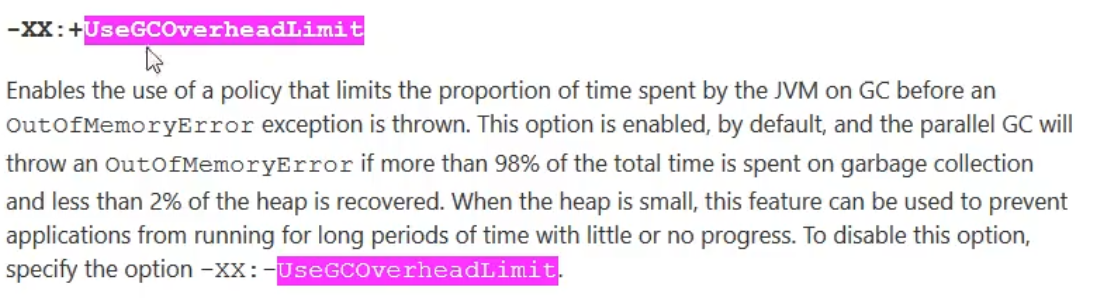 -XX:+UseGCOverheadLimit
Enables the use of a policy that limits the proportion of time spent by the JVM on GC before an
OutOfMemoryError exception is thrown. This option is enabled, by default, and the parallel GC will
throw an OutOfMemoryError if more than 98% of the total time is spent on garbage collection
and less than 2% of the heap is recovered. When the heap is small, this feature can be used to prevent
applications from running for long periods of time with little or no progress. To disable this option,
specify the option -XX:-UseGCOverheadLimit.